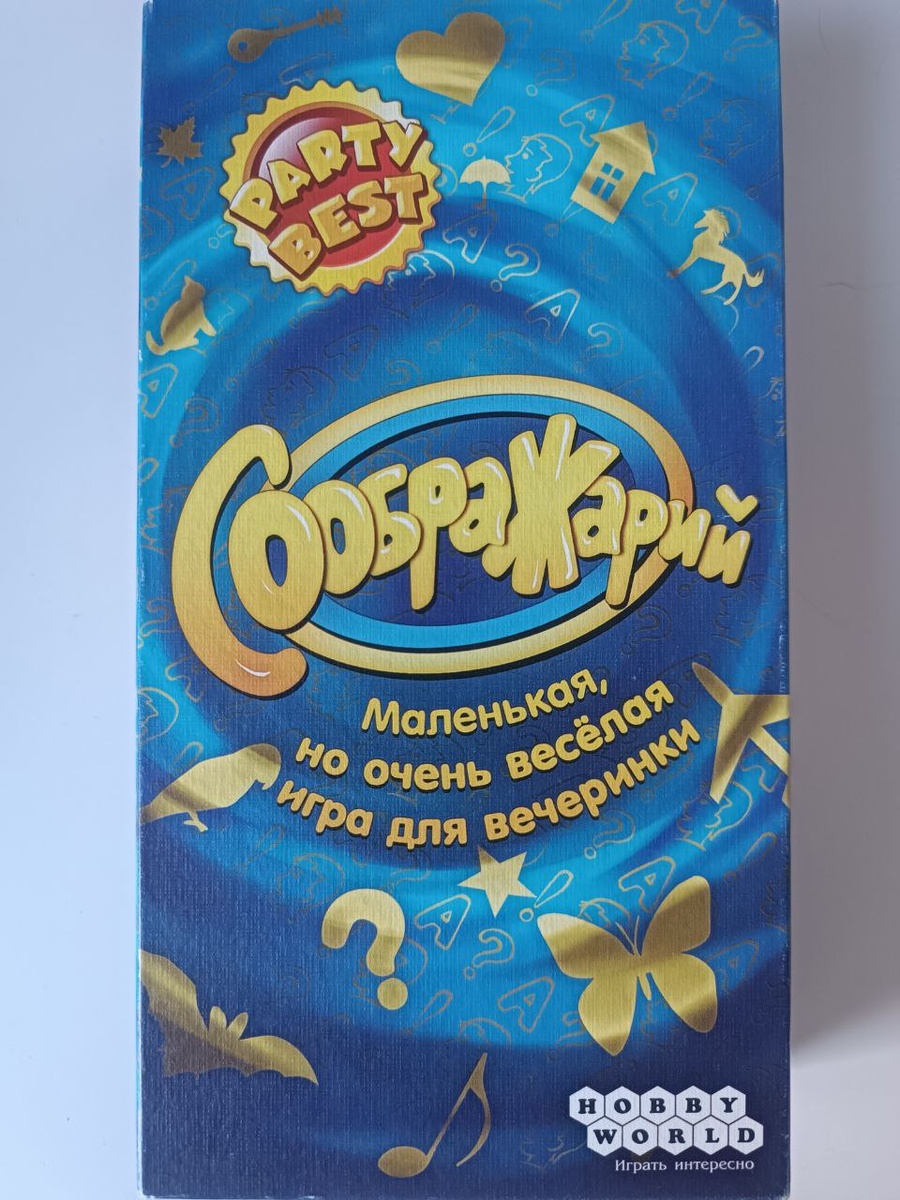 PARTY
BEST
СообраЖарий
Маленькая,
но очень весёлая
игра для вечеринки
HOBBY
WORLD
Играть интересно